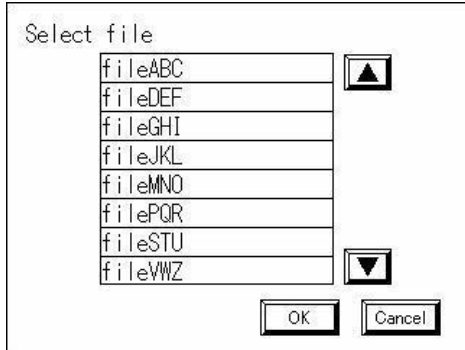 Select file
fileABC
fileDEF
fileGHI
fileJKL
fileMNO
filePQR
fileSTU
fileVWZ
OK Cancel